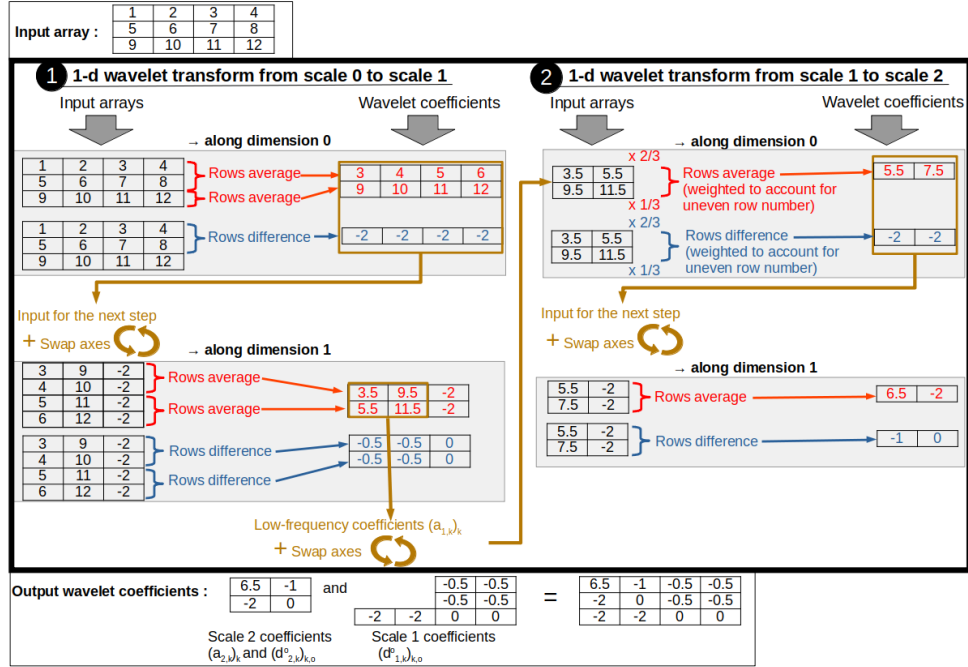 Input array :
1 2 3 4
5 6 7 8
9 10 11 12
1 1-d wavelet transform from scale 0 to scale 1
Input arrays
Wavelet coefficients
→ along dimension 0
1 2 3 4
5 6 7 8
9 10 11 12
Rows average
Rows average
3 4 5 6
9 10 11 12
1 2 3 4
5 6 7 8
9 10 11 12
Rows difference
-2 -2 -2 -2
Input for the next step
+ Swap axes
→ along dimension 1
3 9 -2
4 10 -2
5 11 -2
6 12 -2
Rows average
Rows average
3.5 9.5 -2
5.5 11.5 -2
3 9 -2
4 10 -2
5 11 -2
6 12 -2
Rows difference
Rows difference
-0.5 -0.5 0
-0.5 -0.5 0
Low-frequency coefficients (a1,k)k
+ Swap axes
2 1-d wavelet transform from scale 1 to scale 2
Input arrays
Wavelet coefficients
→ along dimension 0
x 2/3
3.5 5.5
9.5 11.5
x 1/3
Rows average
(weighted to account for
uneven row number)
5.5 7.5
x 2/3
3.5 5.5
9.5 11.5
x 1/3
Rows difference
(weighted to account for
uneven row number)
-2 -2
Input for the next step
+ Swap axes
→ along dimension 1
5.5 -2
7.5 -2
Rows average
6.5 -2
5.5 -2
7.5 -2
Rows difference
-1 0
Output wavelet coefficients :
6.5 -1
-2 0
and
-0.5 -0.5
-0.5 -0.5
-2 -2 0 0
=
6.5 -1 -0.5 -0.5
-2 0 -0.5 -0.5
-2 -2 0 0
Scale 2 coefficients
(a2,k)k and (do2,k)k,o
Scale 1 coefficients
(do1,k)k,o